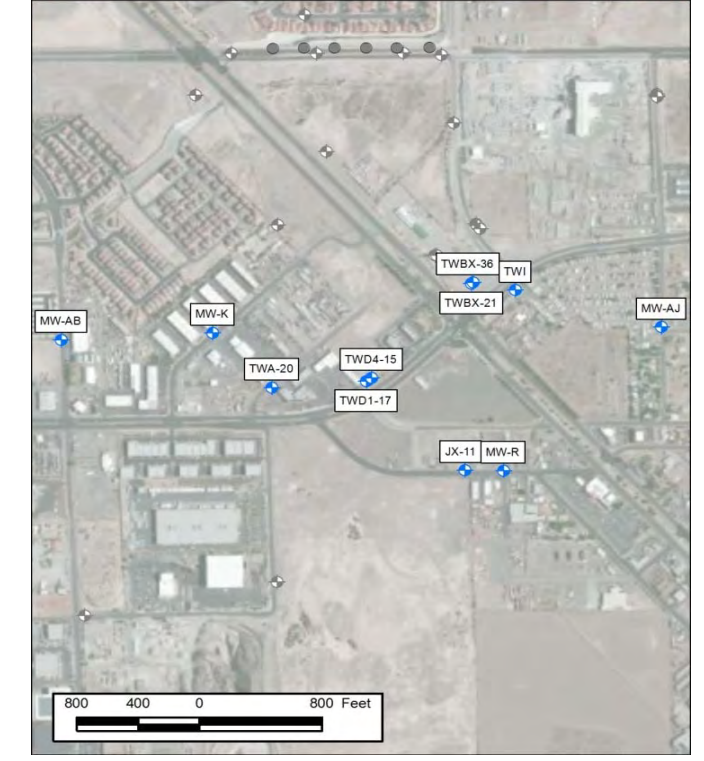 TWBX-36
TWI
TWBX-21
MW-AJ
MW-K
MW-AB
TWD4-15
TWA-20
TWD1-17
JX-11
MW-R
800 400 0 800 Feet